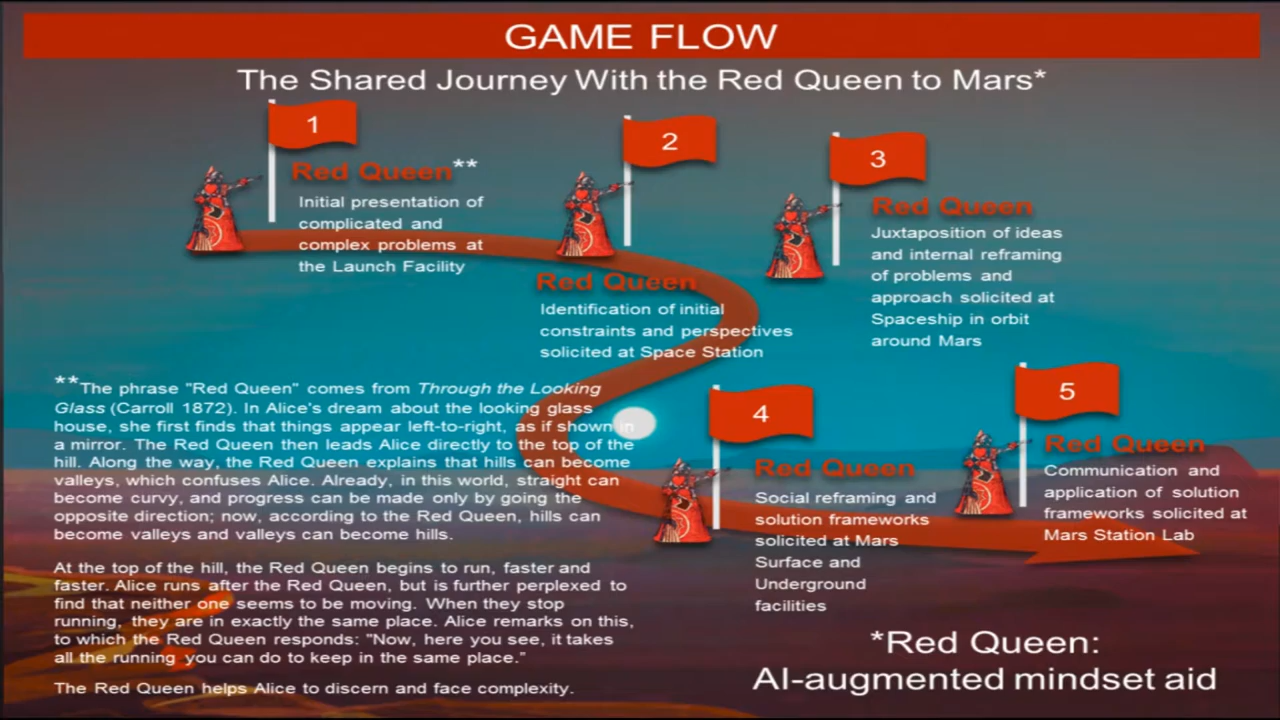 GAME FLOW
The Shared Journey With the Red Queen to Mars*
1
Red Queen**
Initial presentation of
complicated and
complex problems at
the Launch Facility
2
Red Queen
Identification of initial
constraints and perspectives
solicited at Space Station
3
Red Queen
Juxtaposition of ideas
and internal reframing
of problems and
approach solicited at
Spaceship in orbit
around Mars
4
Red Queen
Social reframing and
solution frameworks
solicited at Mars
Surface and
Underground
facilities
5
Red Queen
Communication and
application of solution
frameworks solicited at
Mars Station Lab
**The phrase "Red Queen" comes from Through the Looking
Glass (Carroll 1872). In Alice's dream about the looking glass
house, she first finds that things appear left-to-right, as if shown in
a mirror. The Red Queen then leads Alice directly to the top of the
hill. Along the way, the Red Queen explains that hills can become
valleys, which confuses Alice. Already, in this world, straight can
become curvy, and progress can be made only by going the
opposite direction; now, according to the Red Queen, hills can
become valleys and valleys can become hills.
At the top of the hill, the Red Queen begins to run, faster and
faster. Alice runs after the Red Queen, but is further perplexed to
find that neither one seems to be moving. When they stop
running, they are in exactly the same place. Alice remarks on this,
to which the Red Queen responds: "Now, here you see, it takes
all the running you can do to keep in the same place."
The Red Queen helps Alice to discern and face complexity.
*Red Queen:
AI-augmented mindset aid